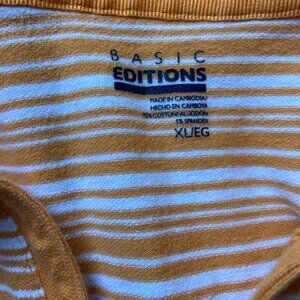 BASIC
EDITIONS
MADE IN CAMBODIA/
HECHO EN CAMBOYA
95% COTTON/ALGODON
5% SPANDEX
XL/EG